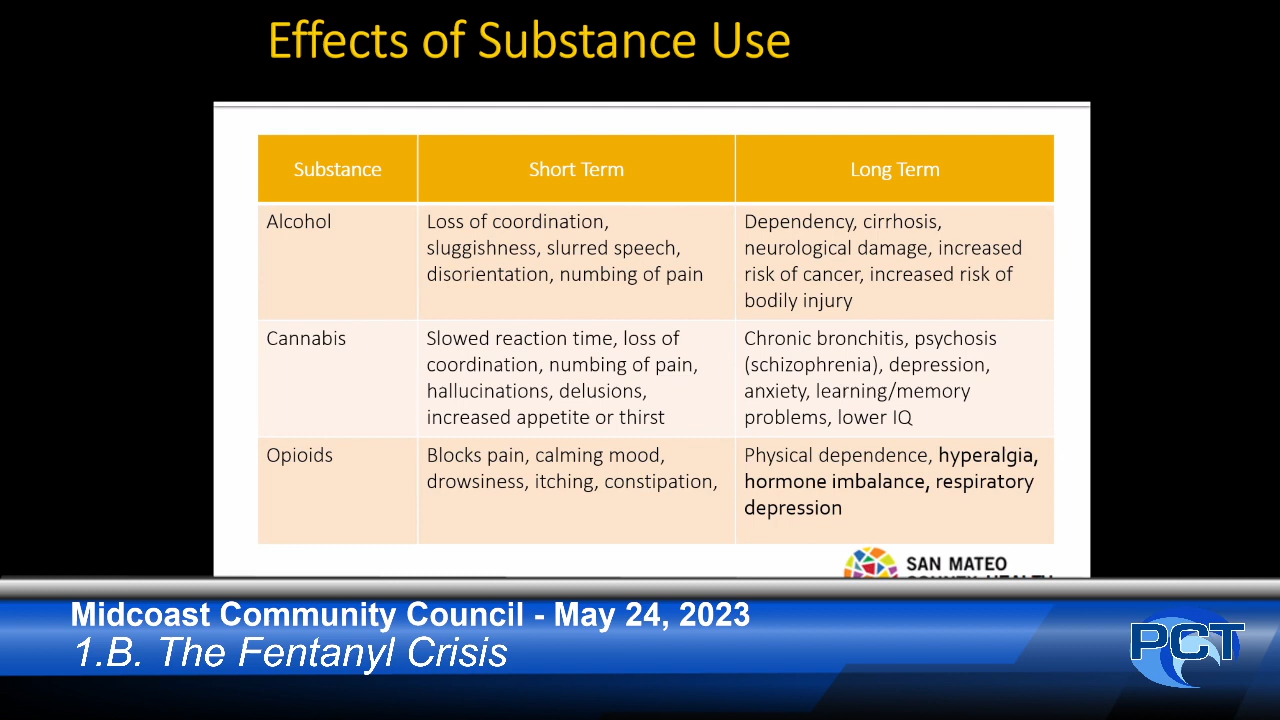 Effects of Substance Use
Substance
Short Term
Long Term
Alcohol
Loss of coordination,
sluggishness, slurred speech,
disorientation, numbing of pain
Dependency, cirrhosis,
neurological damage, increased
risk of cancer, increased risk of
bodily injury
Cannabis
Slowed reaction time, loss of
coordination, numbing of pain,
hallucinations, delusions,
increased appetite or thirst
Chronic bronchitis, psychosis
(schizophrenia), depression,
anxiety, learning/memory
problems, lower IQ
Opioids
Blocks pain, calming mood,
drowsiness, itching, constipation,
Physical dependence, hyperalgia,
hormone imbalance, respiratory
depression
SAN MATEO
COUNTY HEALTH
Midcoast Community Council - May 24, 2023
1.B. The Fentanyl Crisis
PCT